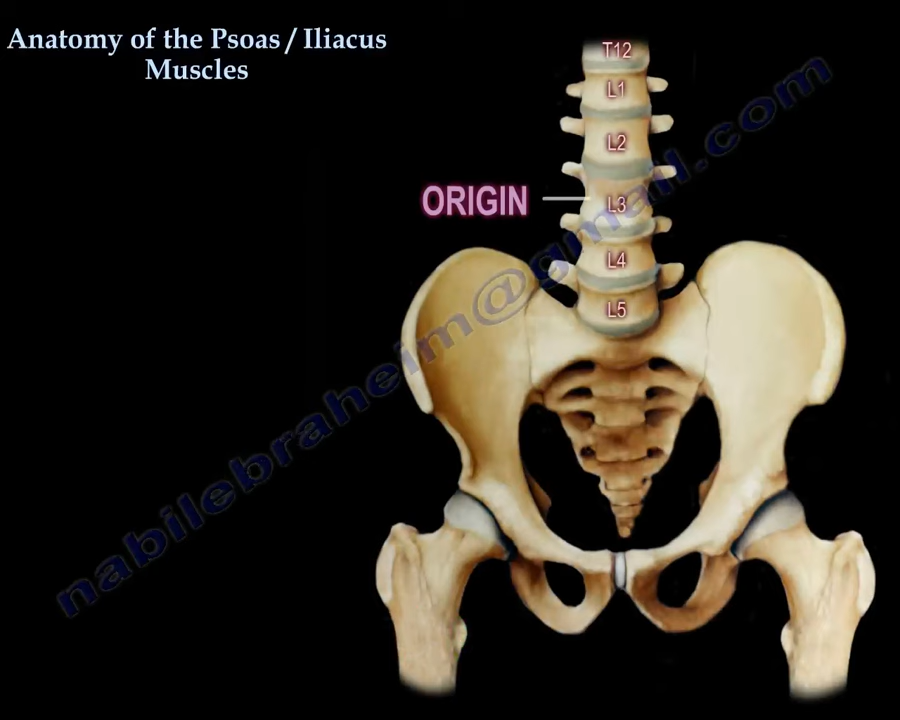 Anatomy of the Psoas / Iliacus
Muscles
T12
L1
L2
ORIGIN
L3
L4
L5
nabilebraheim@gmail.com